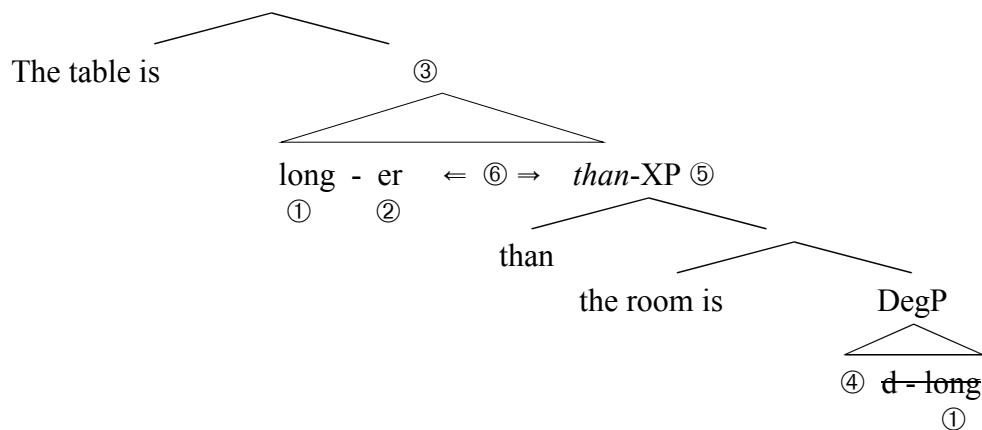 The table is ③
long - er ⇐ ⑥ ⇒ than-XP ⑤
① ②
than
the room is DegP
④ d - long
①